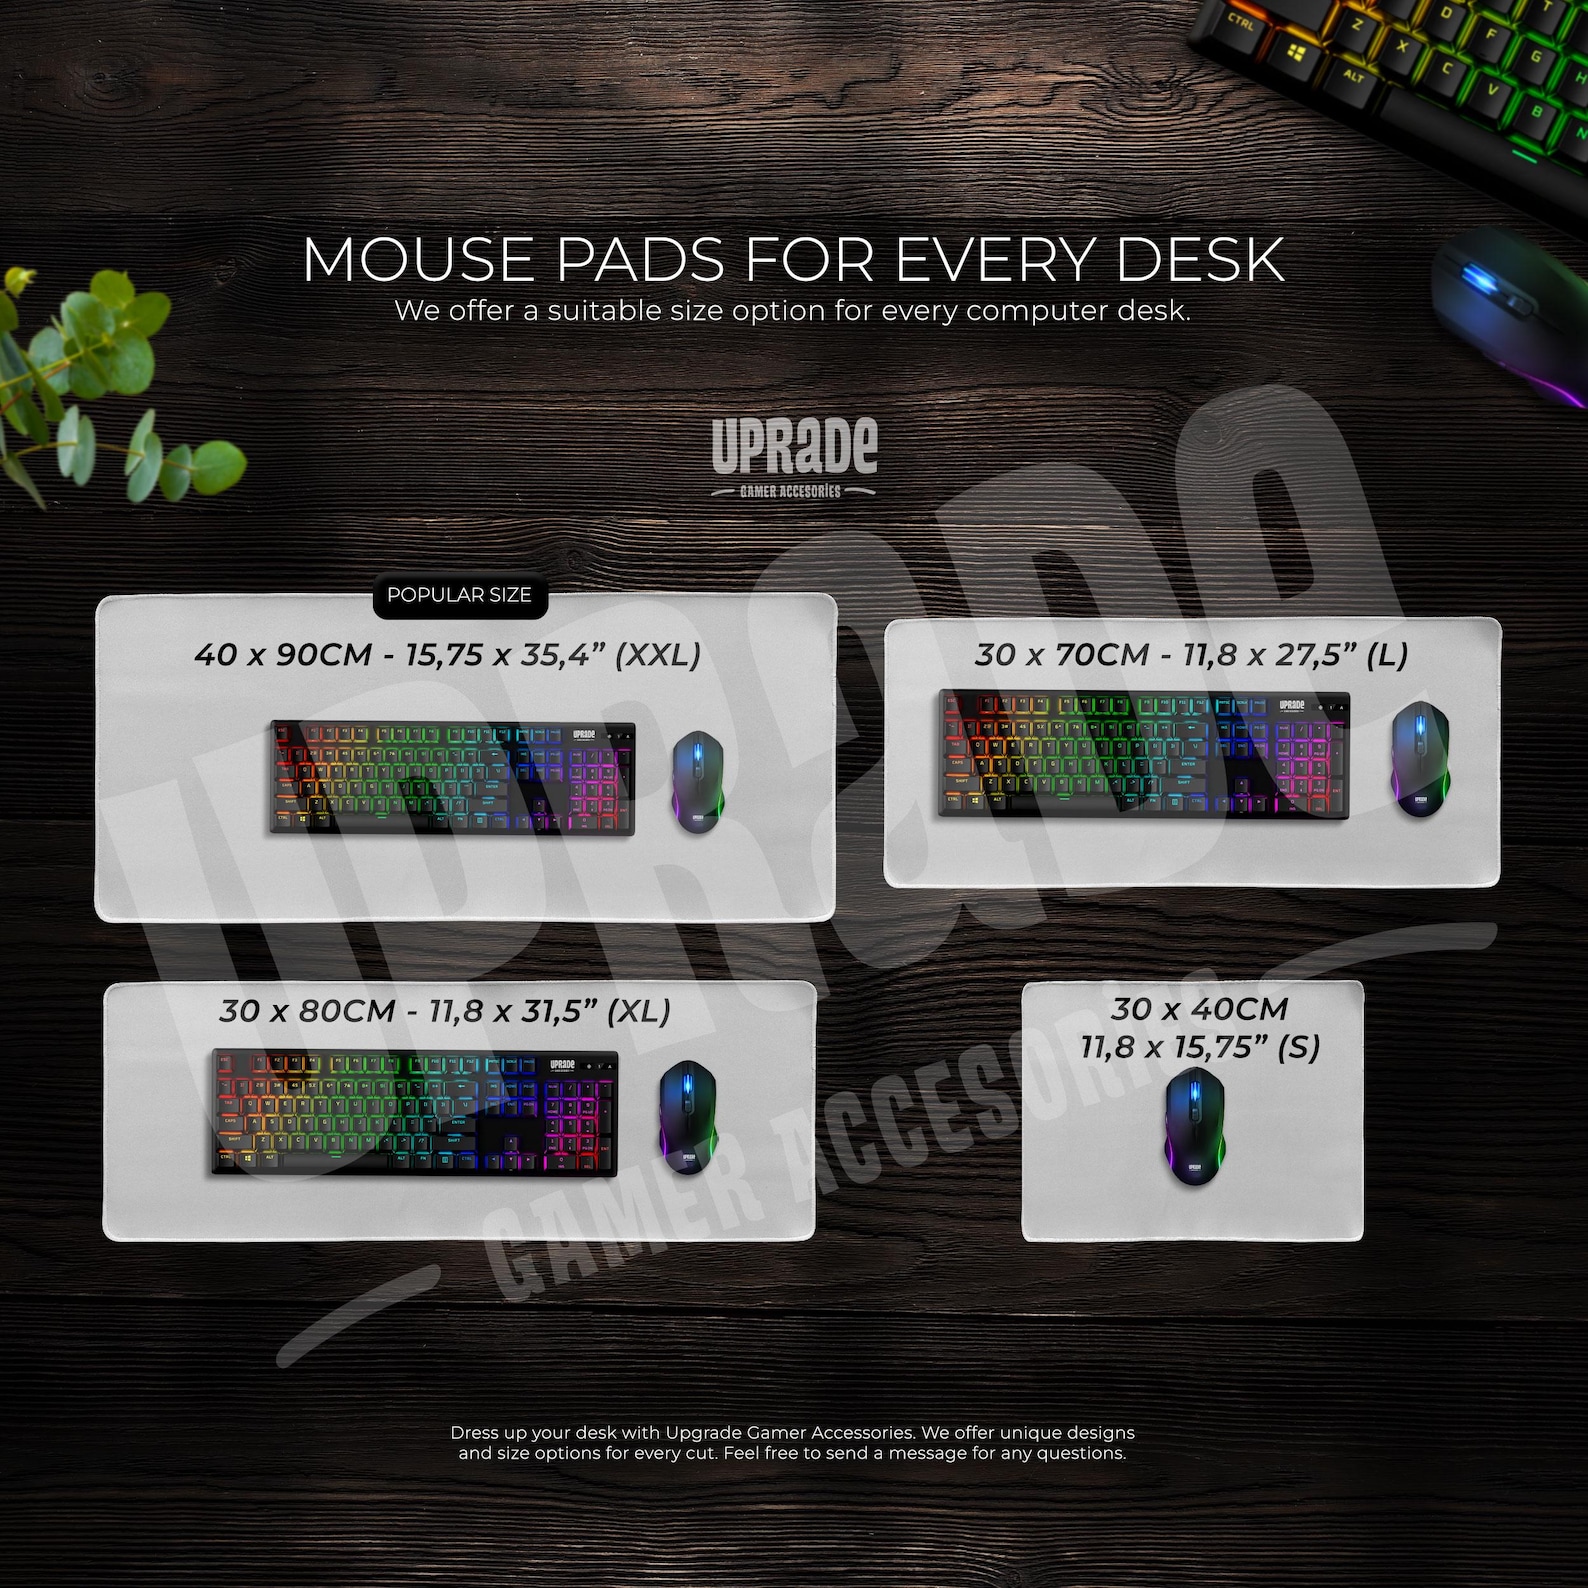 MOUSE PADS FOR EVERY DESK
We offer a suitable size option for every computer desk.
UPRADE
GAMER ACCESORIES
POPULAR SIZE
40 x 90CM - 15,75 x 35,4” (XXL)
30 x 70CM - 11,8 x 27,5” (L)
30 x 80CM - 11,8 x 31,5” (XL)
30 x 40CM
11,8 x 15,75” (S)
UPRADE
GAMER ACCESORIES
Dress up your desk with Upgrade Gamer Accessories. We offer unique designs
and size options for every cut. Feel free to send a message for any questions.